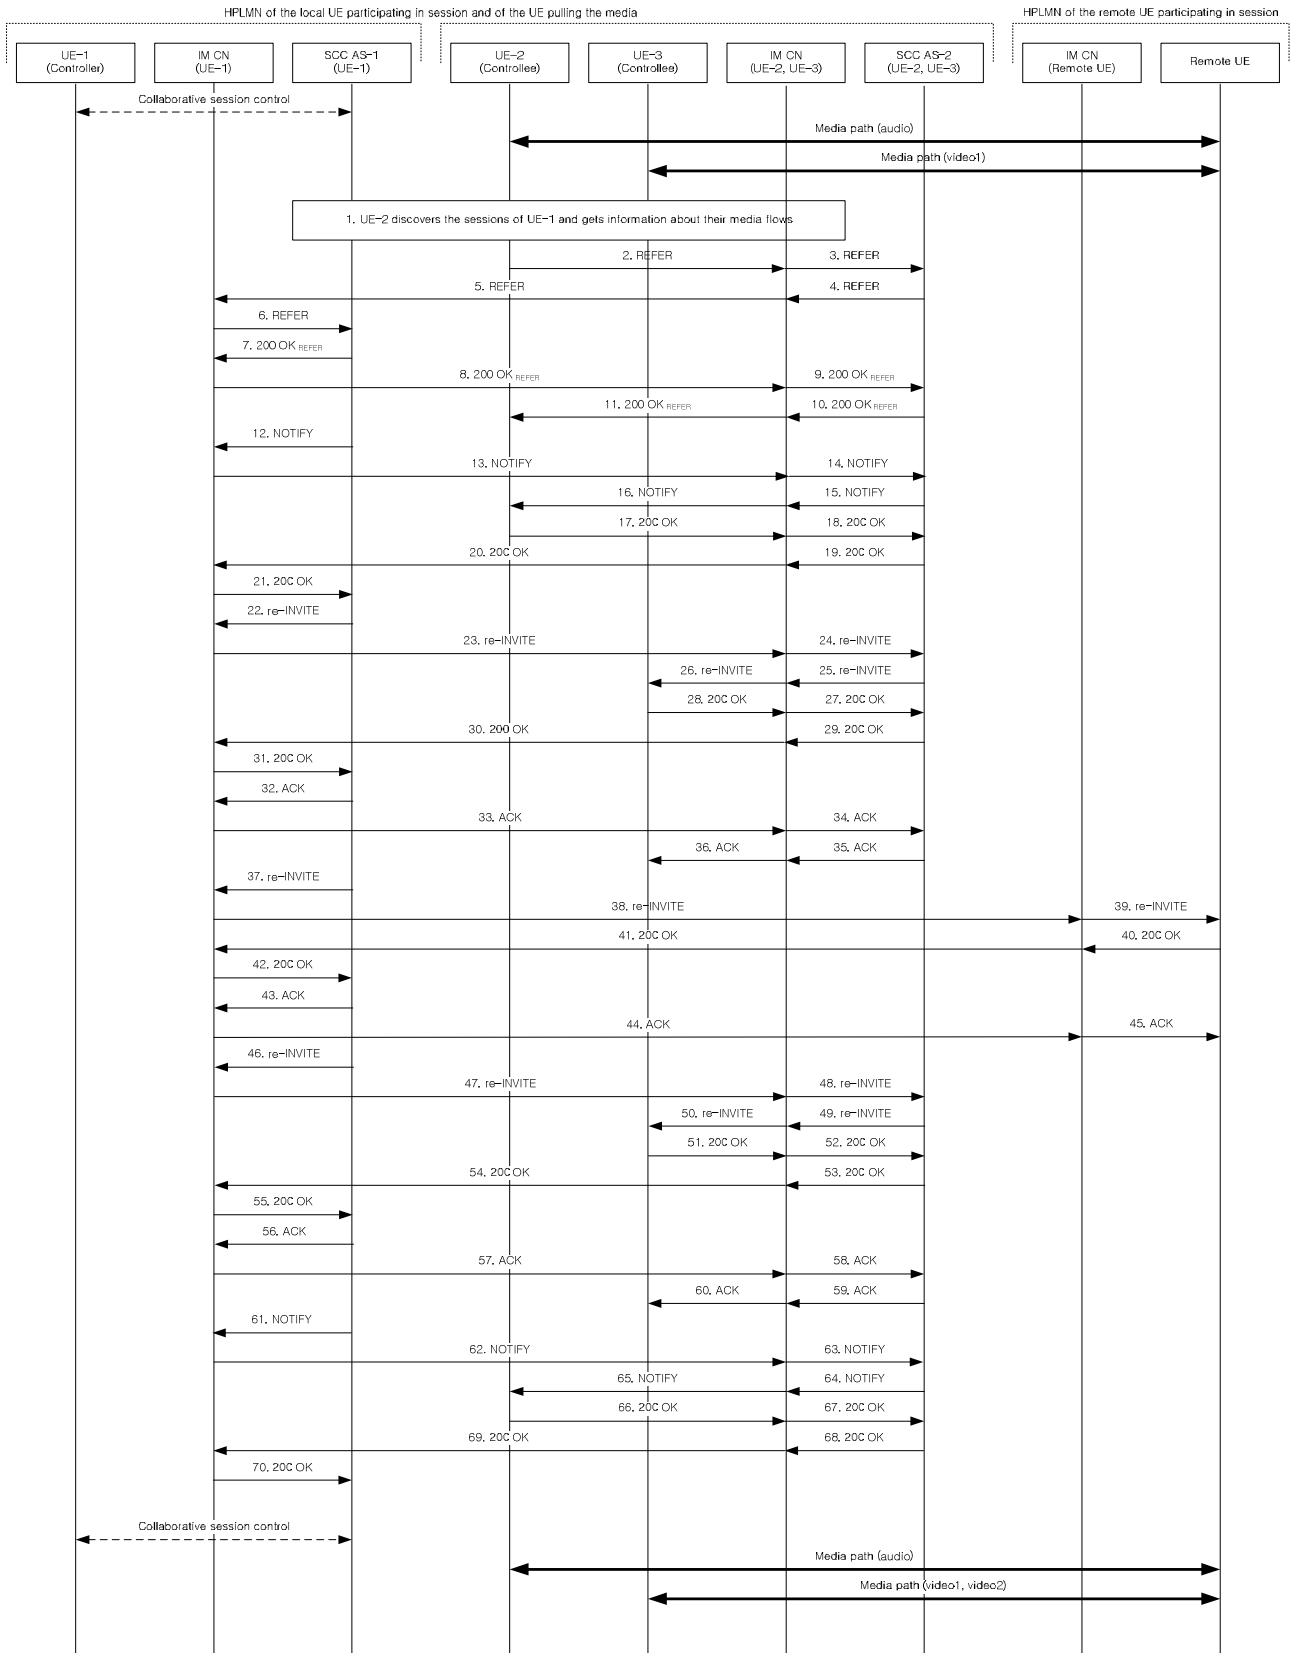 HPLMN of the local UE participating in session and of the UE pulling the media
HPLMN of the remote UE participating in session
UE-1
(Controller)
IM CN
(UE-1)
SCC AS-1
(UE-1)
UE-2
(Controllee)
UE-3
(Controllee)
IM CN
(UE-2, UE-3)
SCC AS-2
(UE-2, UE-3)
IM CN
(Remote UE)
Remote UE
Collaborative session control
Media path (audio)
Media path (video1)
1. UE-2 discovers the sessions of UE-1 and gets information about their media flows
2. REFER
3. REFER
5. REFER
4. REFER
6. REFER
7. 200 OK REFER
8. 200 OK REFER
9. 200 OK REFER
11. 200 OK REFER
10. 200 OK REFER
12. NOTIFY
13. NOTIFY
14. NOTIFY
16. NOTIFY
15. NOTIFY
17. 200 OK
18. 200 OK
20. 200 OK
19. 200 OK
21. 200 OK
22. re-INVITE
23. re-INVITE
24. re-INVITE
26. re-INVITE
25. re-INVITE
28. 200 OK
27. 200 OK
30. 200 OK
29. 200 OK
31. 200 OK
32. ACK
33. ACK
34. ACK
36. ACK
35. ACK
37. re-INVITE
38. re-INVITE
39. re-INVITE
41. 200 OK
40. 200 OK
42. 200 OK
43. ACK
44. ACK
45. ACK
46. re-INVITE
47. re-INVITE
48. re-INVITE
50. re-INVITE
49. re-INVITE
51. 200 OK
52. 200 OK
54. 200 OK
53. 200 OK
55. 200 OK
56. ACK
57. ACK
58. ACK
60. ACK
59. ACK
61. NOTIFY
62. NOTIFY
63. NOTIFY
65. NOTIFY
64. NOTIFY
66. 200 OK
67. 200 OK
69. 200 OK
68. 200 OK
70. 200 OK
Collaborative session control
Media path (audio)
Media path (video1, video2)